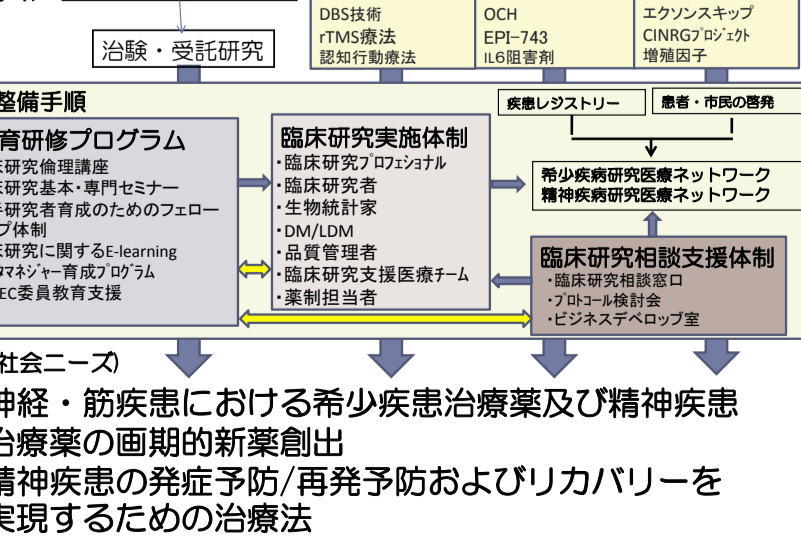 DBS技術
rTMS療法
認知行動療法
OCH
EPI-743
IL6阻害剤
エクソンスキップ
CINRGプロジェクト
増殖因子
治験・受託研究
整備手順
育研修プログラム
研究倫理講座
研究基本・専門セミナー
研究者育成のためのフェロー
プ体制
研究に関するE-learning
マネジャー育成プログラム
EC委員教育支援
臨床研究実施体制
・臨床研究プロフェショナル
・臨床研究者
・生物統計家
・DM/LDM
・品質管理者
・臨床研究支援医療チーム
・薬制担当者
疾患レジストリー
患者・市民の啓発
希少疾病研究医療ネットワーク
精神疾病研究医療ネットワーク
臨床研究相談支援体制
・臨床研究相談窓口
・プロトコール検討会
・ビジネスデベロップ室
社会ニーズ)
神経・筋疾患における希少疾患治療薬及び精神疾患
治療薬の画期的新薬創出
精神疾患の発症予防/再発予防およびリカバリーを
実現するための治療法